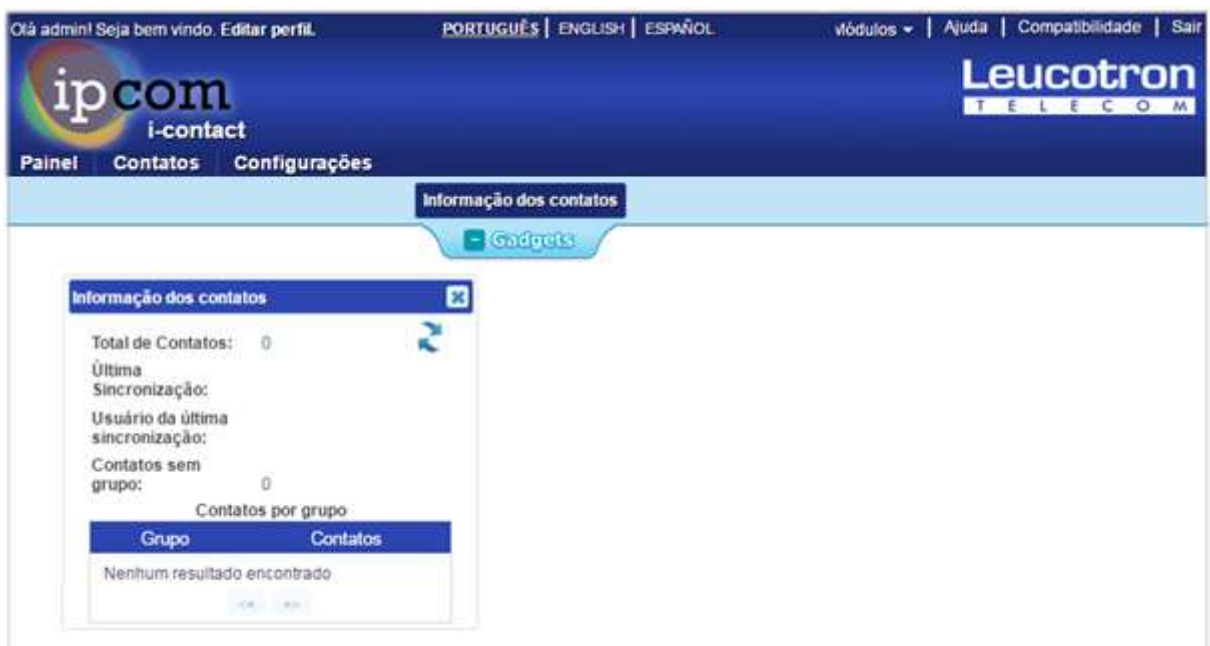 Olá admin! Seja bem vindo. Editar perfil. PORTUGUÊS | ENGLISH | ESPAÑOL Módulos | Ajuda | Compatibilidade | Sair
ipcom
i-contact
Leucotron
TELECOM
Painel Contatos Configurações
Informação dos contatos
Gadgets
Informação dos contatos
Total de Contatos: 0
Última
Sincronização:
Usuário da última
sincronização:
Contatos sem
grupo: 0
Contatos por grupo
Grupo Contatos
Nenhum resultado encontrado